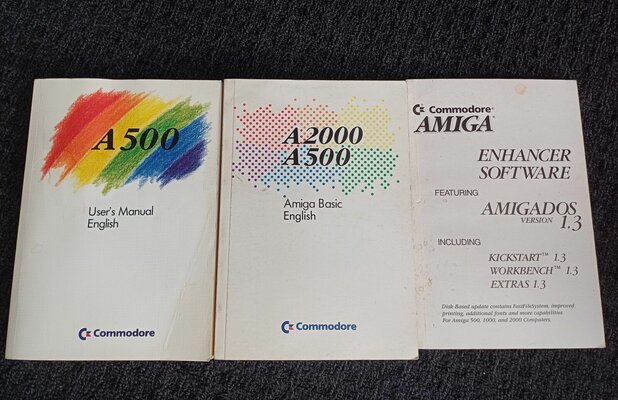 A500
User's Manual
English
Commodore
A2000
A500
Amiga Basic
English
Commodore
Commodore®
AMIGA®
ENHANCER
SOFTWARE
FEATURING
AMIGADOS
VERSION 1.3
INCLUDING
KICKSTART™ 1.3
WORKBENCH™ 1.3
EXTRAS 1.3
Disk-Based update contains FastFileSystem, improved
printing, additional fonts and more capabilities.
For Amiga 500, 1000, and 2000 Computers.